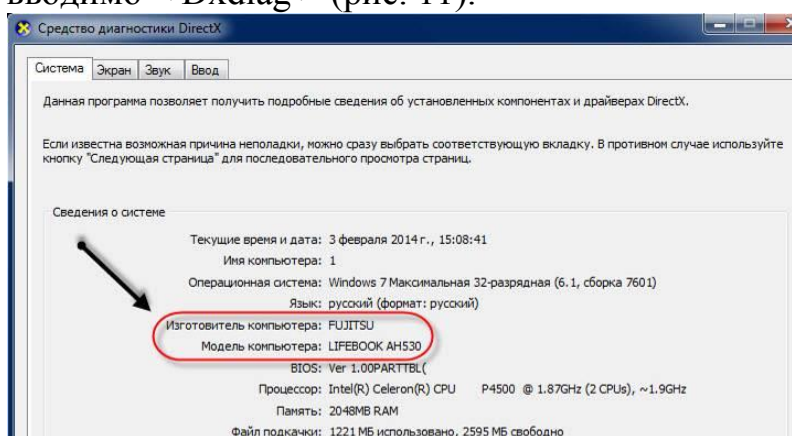 вводимо «Dxdiag» (рис. 11).
Средство диагностики DirectX
Система Экран Звук Ввод
Данная программа позволяет получить подробные сведения об установленных компонентах и драйверах DirectX.
Если известна возможная причина неполадки, можно сразу выбрать соответствующую вкладку. В противном случае используйте
кнопку "Следующая страница" для последовательного просмотра страниц.
Сведения о системе
Текущие время и дата: 3 февраля 2014 г., 15:08:41
Имя компьютера: 1
Операционная система: Windows 7 Максимальная 32-разрядная (6.1, сборка 7601)
Язык: русский (формат: русский)
Изготовитель компьютера: FUJITSU
Модель компьютера: LIFEBOOK AH530
BIOS: Ver 1.00PARTTBL(
Процессор: Intel(R) Celeron(R) CPU P4500 @ 1.87GHz (2 CPUs), ~1.9GHz
Память: 2048MB RAM
Файл подкачки: 1221 МБ использовано, 2595 МБ свободно